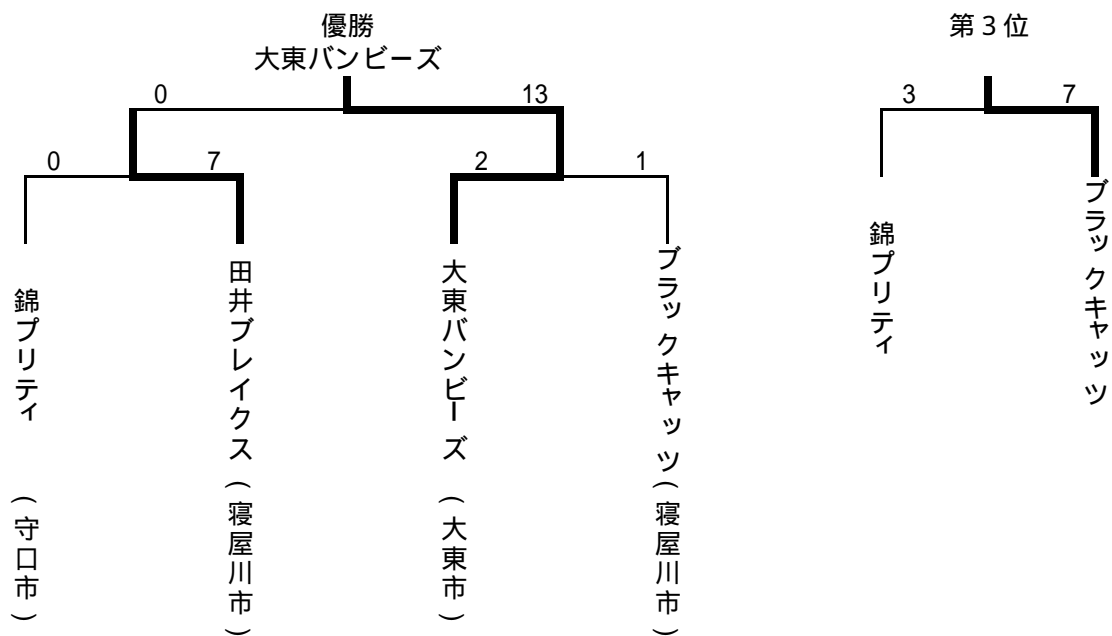 優勝
大東バンビーズ
0
13
0
7
2
1
錦プリティ (守口市)
田井ブレイクス (寝屋川市)
大東バンビーズ (大東市)
ブラックキャッツ (寝屋川市)
第3位
3
7
錦プリティ
ブラックキャッツ